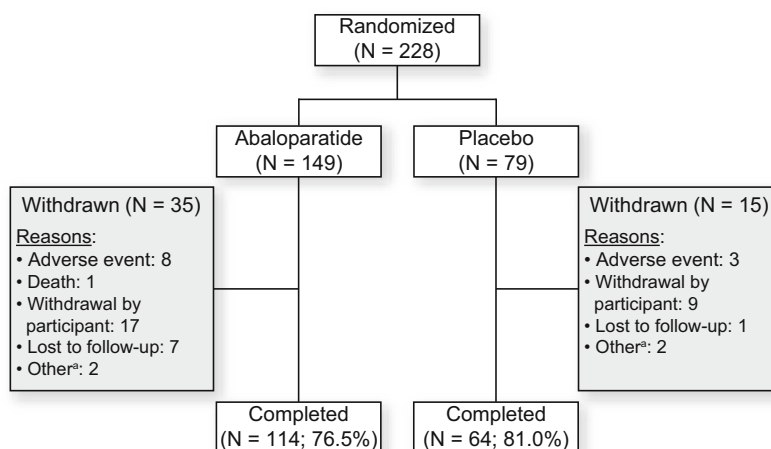 Randomized
(N = 228)
Abaloparatide
(N = 149)
Placebo
(N = 79)
Withdrawn (N = 35)
Reasons:
• Adverse event: 8
• Death: 1
• Withdrawal by
participant: 17
• Lost to follow-up: 7
• Otherᵃ: 2
Withdrawn (N = 15)
Reasons:
• Adverse event: 3
• Withdrawal by
participant: 9
• Lost to follow-up: 1
• Otherᵃ: 2
Completed
(N = 114; 76.5%)
Completed
(N = 64; 81.0%)